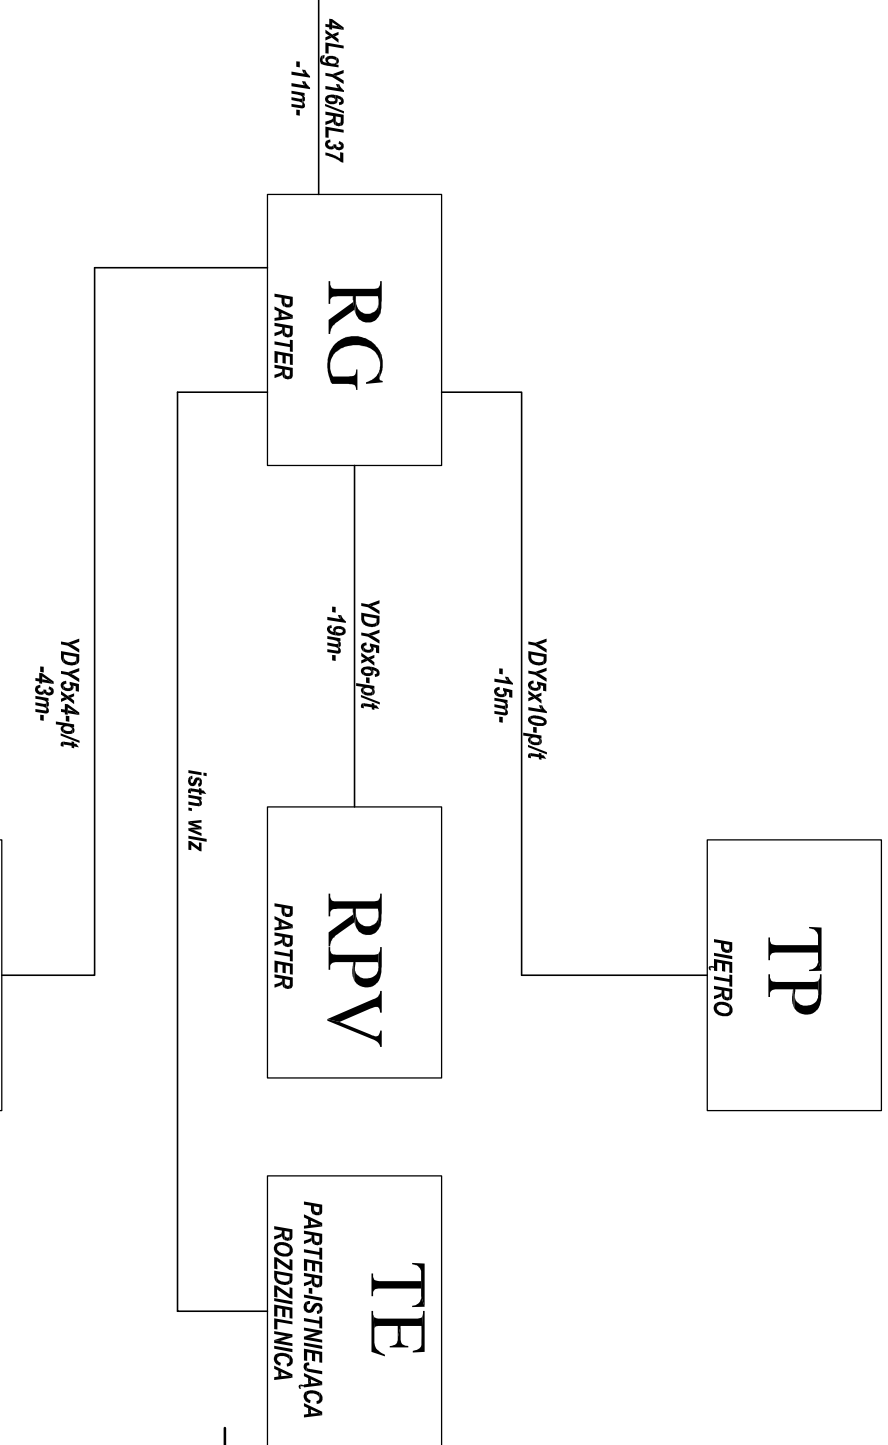 TP
PIĘTRO
YDY5x10-p/t
-15m-
4xLgY16/RL37
-11m-
RG
PARTER
YDY5x6-p/t
-19m-
RPV
PARTER
TE
PARTER-ISTNIEJĄCA
ROZDZIELNICA
istn. wlz
YDY5x4-p/t
-43m-